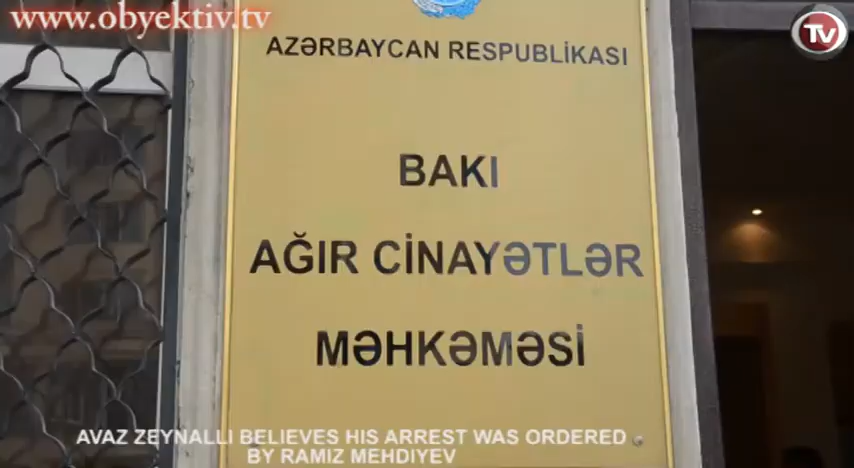 www.obyektiv.tv
TV
AZƏRBAYCAN RESPUBLİKASI
BAKI
AĞIR CİNAYƏTLƏR
MƏHKƏMƏSİ
AVAZ ZEYNALLI BELIEVES HIS ARREST WAS ORDERED
BY RAMIZ MEHDIYEV